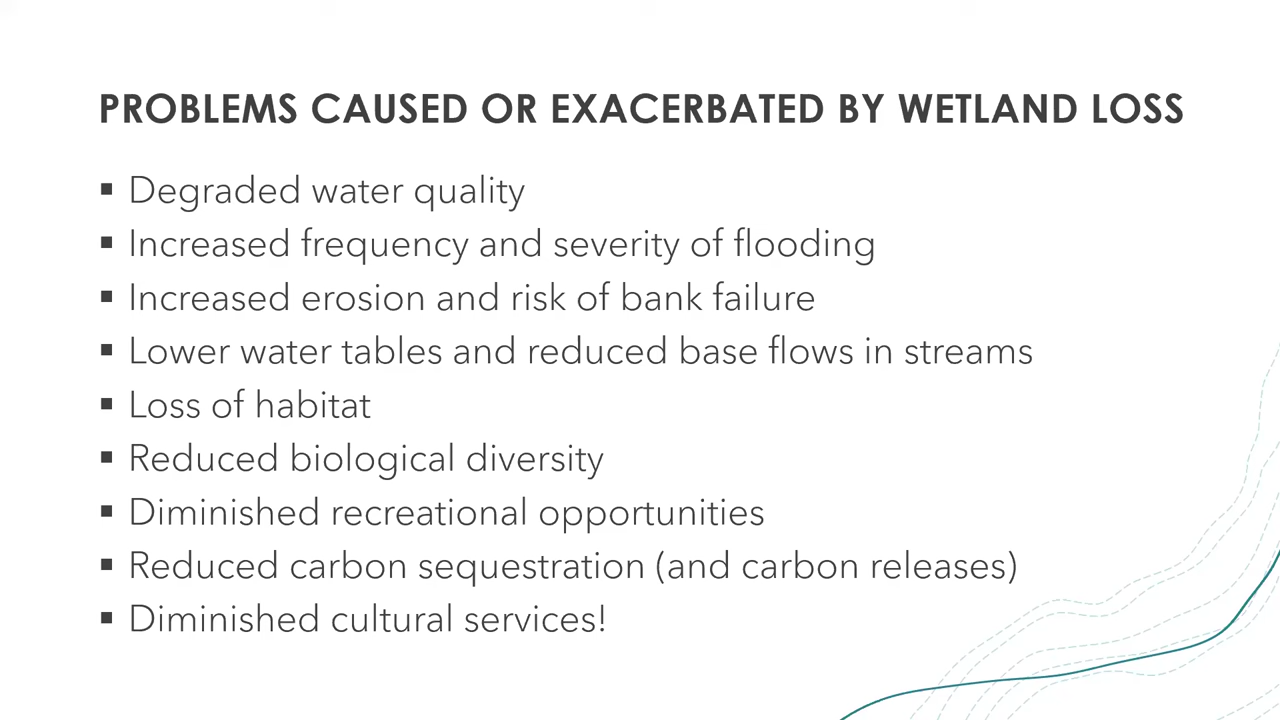 PROBLEMS CAUSED OR EXACERBATED BY WETLAND LOSS
▪ Degraded water quality
▪ Increased frequency and severity of flooding
▪ Increased erosion and risk of bank failure
▪ Lower water tables and reduced base flows in streams
▪ Loss of habitat
▪ Reduced biological diversity
▪ Diminished recreational opportunities
▪ Reduced carbon sequestration (and carbon releases)
▪ Diminished cultural services!